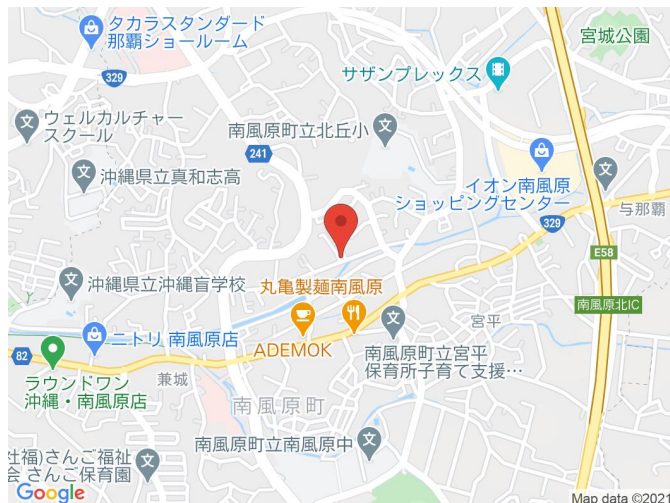 タカラスタンダード
那覇ショールーム
宮城公園
サザンプレックス
329
ウェルカルチャー
スクール
南風原町立北丘小
241
沖縄県立真和志高
イオン南風原
ショッピングセンター
329
与那覇
E58
丸亀製麺南風原
沖縄県立沖縄盲学校
南風原北IC
宮平
ニトリ 南風原店
ADEMOK
南風原町立宮平
保育所子育て支援…
82
ラウンドワン
沖縄・南風原店
兼城
南風原町
南風原町立南風原中
社福)さんご福祉
会 さんご保育園
Google
Map data ©2021